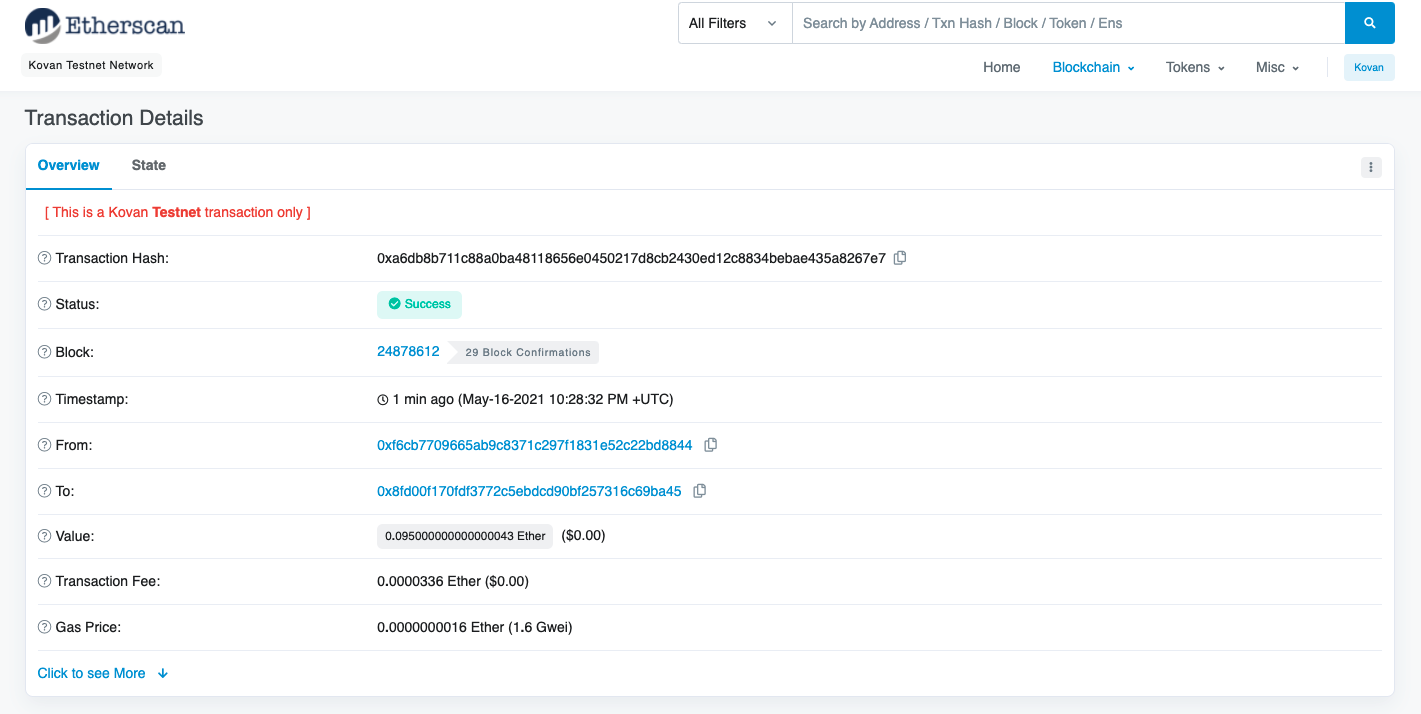 Etherscan
All Filters Search by Address / Txn Hash / Block / Token / Ens
Kovan Testnet Network
Home Blockchain Tokens Misc Kovan
Transaction Details
Overview State
[ This is a Kovan Testnet transaction only ]
Transaction Hash: 0xa6db8b711c88a0ba48118656e0450217d8cb2430ed12c8834bebae435a8267e7
Status: Success
Block: 24878612 29 Block Confirmations
Timestamp: 1 min ago (May-16-2021 10:28:32 PM +UTC)
From: 0xf6cb7709665ab9c8371c297f1831e52c22bd8844
To: 0x8fd00f170fdf3772c5ebdcd90bf257316c69ba45
Value: 0.095000000000000043 Ether ($0.00)
Transaction Fee: 0.0000336 Ether ($0.00)
Gas Price: 0.0000000016 Ether (1.6 Gwei)
Click to see More